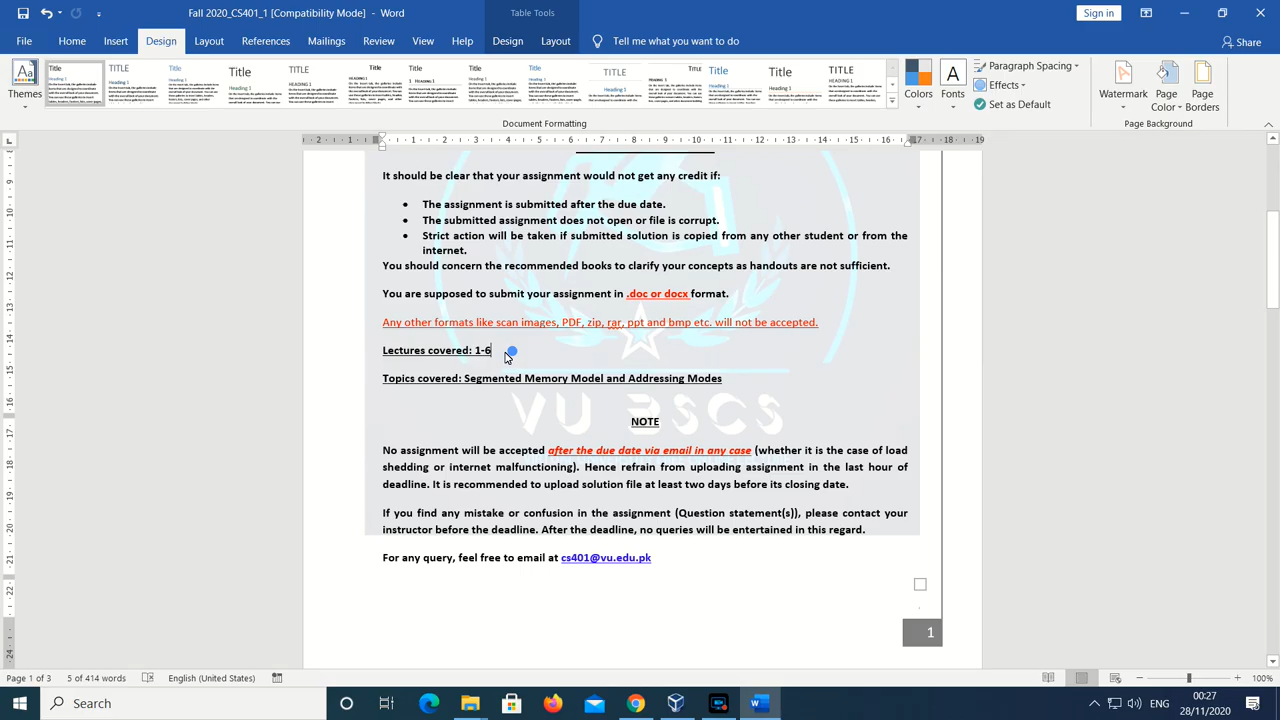 Fall 2020_CS401_1 [Compatibility Mode] - Word
Table Tools
Sign in
File Home Insert Draw Design Layout References Mailings Review View Help Design Layout Tell me what you want to do Share
Themes
Title
TITLE
Title
Title
TITLE
TITLE
Title
Title
TITLE
Title
Title
Title
TITLE
Colors
Fonts
Paragraph Spacing
Effects
Set as Default
Watermark
Page Color
Page Borders
Document Formatting
Page Background
It should be clear that your assignment would not get any credit if:
• The assignment is submitted after the due date.
• The submitted assignment does not open or file is corrupt.
• Strict action will be taken if submitted solution is copied from any other student or from the
internet.
You should concern the recommended books to clarify your concepts as handouts are not sufficient.
You are supposed to submit your assignment in .doc or docx format.
Any other formats like scan images, PDF, zip, rar, ppt and bmp etc. will not be accepted.
Lectures covered: 1-6
Topics covered: Segmented Memory Model and Addressing Modes
VU BSCS
NOTE
No assignment will be accepted after the due date via email in any case (whether it is the case of load
shedding or internet malfunctioning). Hence refrain from uploading assignment in the last hour of
deadline. It is recommended to upload solution file at least two days before its closing date.
If you find any mistake or confusion in the assignment (Question statement(s)), please contact your
instructor before the deadline. After the deadline, no queries will be entertained in this regard.
For any query, feel free to email at cs401@vu.edu.pk
1
Page 1 of 3 5 of 414 words English (United States) 100%
Search
00:27
28/11/2020